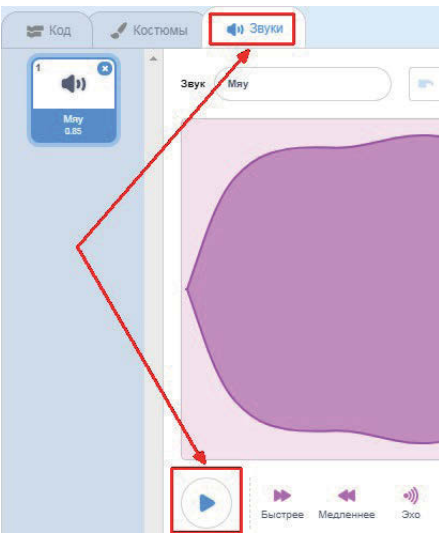 Код Костюмы Звуки
1
Мяу
0.85
Звук Мяу
Быстрее Медленнее Эхо